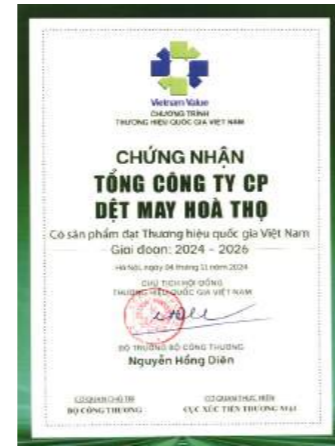 Vietnam Value
CHƯƠNG TRÌNH
THƯƠNG HIỆU QUỐC GIA VIỆT NAM
CHỨNG NHẬN
TỔNG CÔNG TY CP
DỆT MAY HOÀ THỌ
Có sản phẩm đạt Thương hiệu quốc gia Việt Nam
Giai đoạn: 2024 - 2026
Hà Nội, ngày 04 tháng 11 năm 2024
CHỦ TỊCH HỘI ĐỒNG
THƯƠNG HIỆU QUỐC GIA VIỆT NAM
BỘ TRƯỞNG BỘ CÔNG THƯƠNG
Nguyễn Hồng Diên
CƠ QUAN CHỦ TRÌ
BỘ CÔNG THƯƠNG
CƠ QUAN THỰC HIỆN
CỤC XÚC TIẾN THƯƠNG MẠI